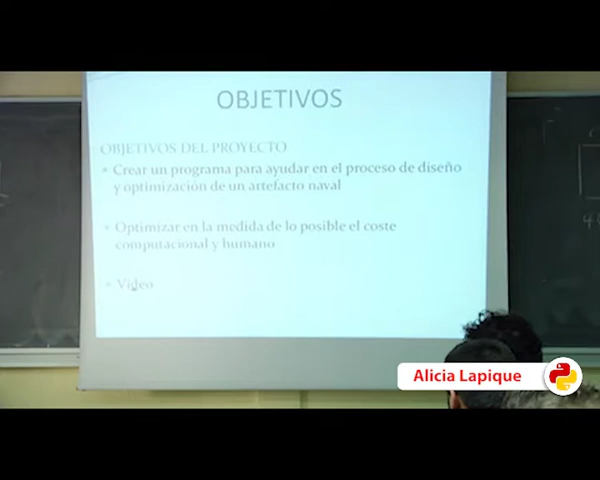 OBJETIVOS
OBJETIVOS DEL PROYECTO
• Crear un programa para ayudar en el proceso de diseño
y optimización de un artefacto naval
• Optimizar en la medida de lo posible el coste
computacional y humano
• Vídeo
Alicia Lapique